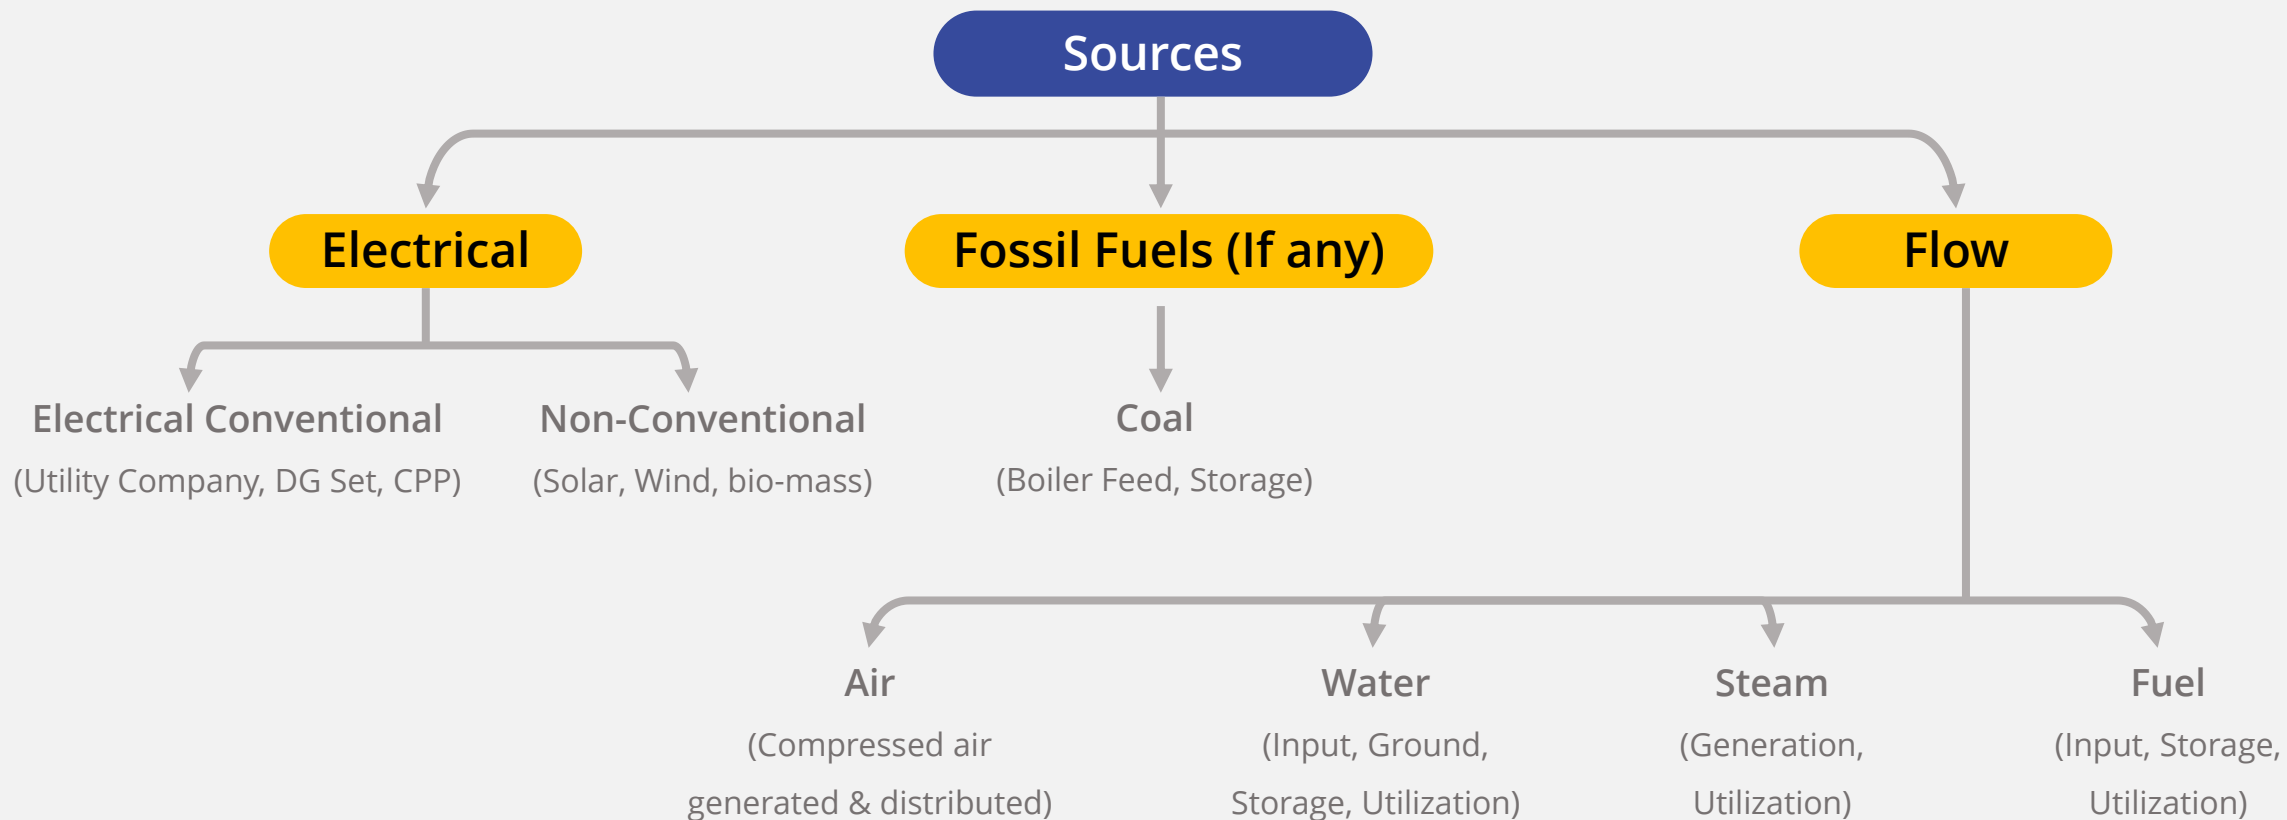 Sources
Electrical
Fossil Fuels (If any)
Flow
Electrical Conventional
(Utility Company, DG Set, CPP)
Non-Conventional
(Solar, Wind, bio-mass)
Coal
(Boiler Feed, Storage)
Air
(Compressed air
generated & distributed)
Water
(Input, Ground,
Storage, Utilization)
Steam
(Generation,
Utilization)
Fuel
(Input, Storage,
Utilization)